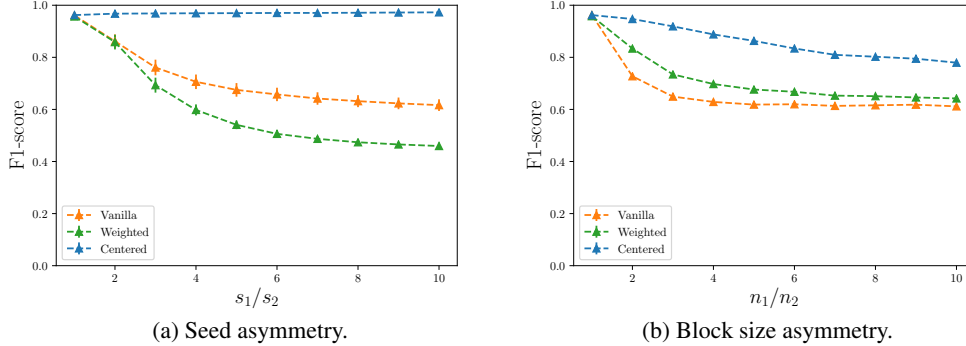 1.0
0.8
0.6
0.4
0.2
0.0
F1-score
Vanilla
Weighted
Centered
2 4 6 8 10
s₁/s₂
(a) Seed asymmetry.
1.0
0.8
0.6
0.4
0.2
0.0
F1-score
Vanilla
Weighted
Centered
2 4 6 8 10
n₁/n₂
(b) Block size asymmetry.